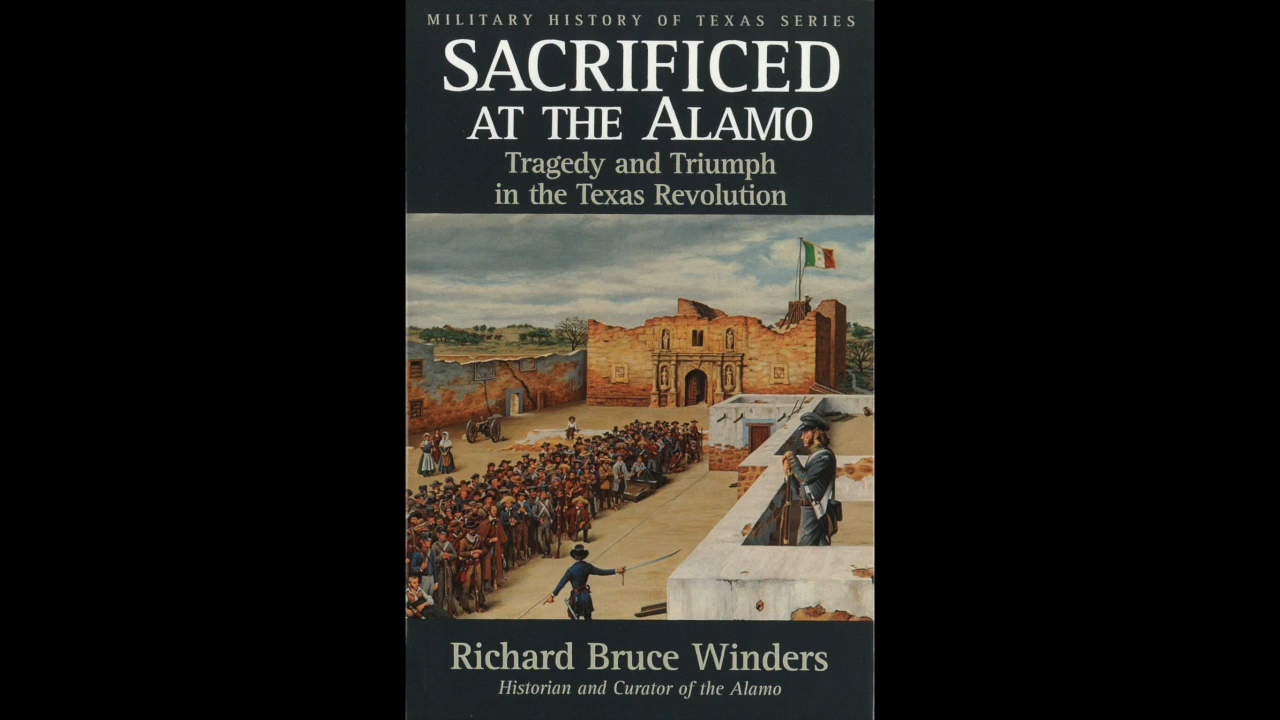 MILITARY HISTORY OF TEXAS SERIES
SACRIFICED
AT THE ALAMO
Tragedy and Triumph
in the Texas Revolution
Richard Bruce Winders
Historian and Curator of the Alamo